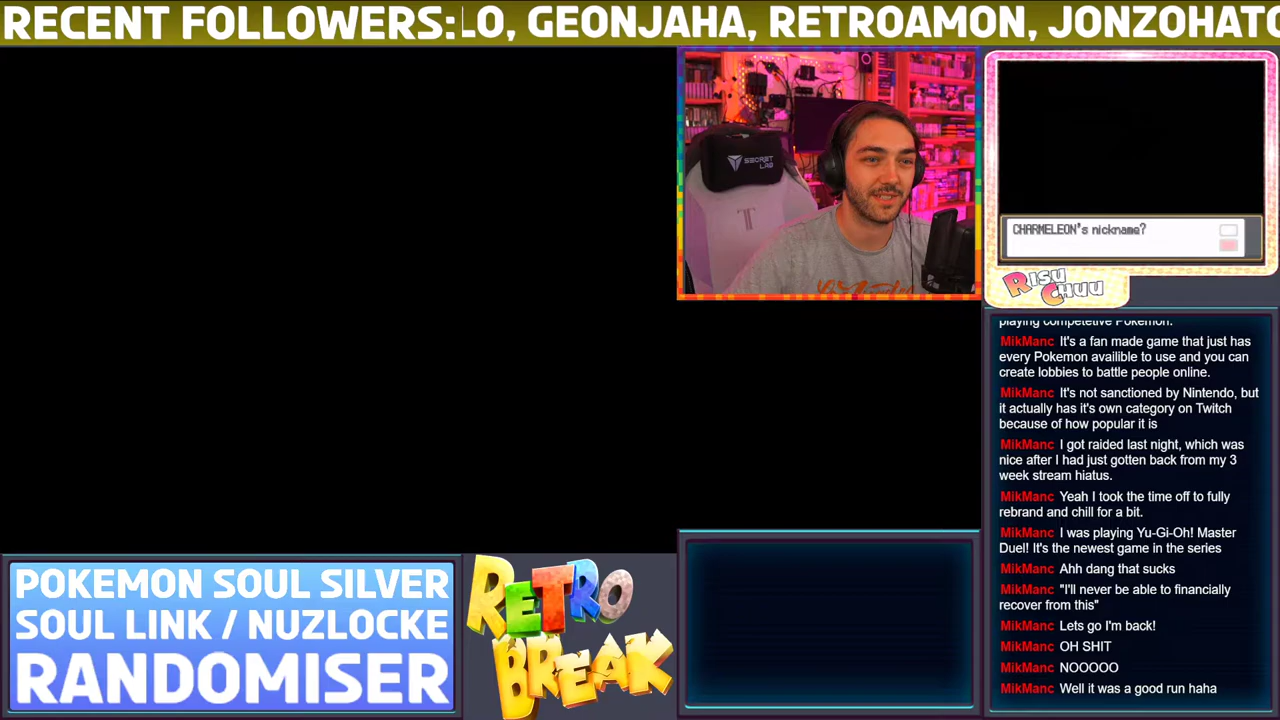 RECENT FOLLOWERS: LO, GEONJAHA, RETROAMON, JONZOHATO
SECRET
LAB
CHARMELEON's nickname?
RISU
CHUU
playing competetive Pokemon.
MikManc It's a fan made game that just has
every Pokemon availible to use and you can
create lobbies to battle people online.
MikManc It's not sanctioned by Nintendo, but
it actually has it's own category on Twitch
because of how popular it is
MikManc I got raided last night, which was
nice after I had just gotten back from my 3
week stream hiatus.
MikManc Yeah I took the time off to fully
rebrand and chill for a bit.
MikManc I was playing Yu-Gi-Oh! Master
Duel! It's the newest game in the series
MikManc Ahh dang that sucks
MikManc "I'll never be able to financially
recover from this"
MikManc Lets go I'm back!
MikManc OH SHIT
MikManc NOOOOO
MikManc Well it was a good run haha
POKEMON SOUL SILVER
SOUL LINK / NUZLOCKE
RANDOMISER
RETRO
BREAK